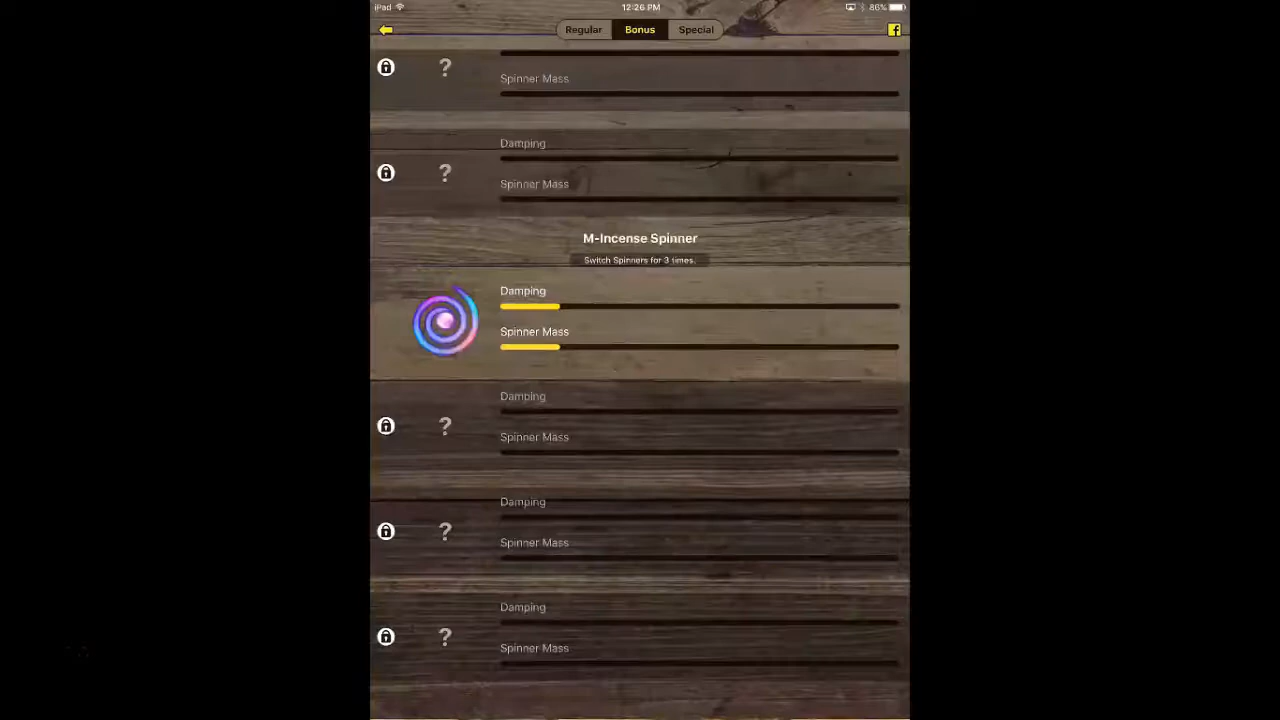 iPad 12:26 PM 86%
Regular Bonus Special
?
Spinner Mass
Damping
?
Spinner Mass
M-Incense Spinner
Switch Spinners for 3 times.
Damping
Spinner Mass
Damping
?
Spinner Mass
Damping
?
Spinner Mass
Damping
?
Spinner Mass